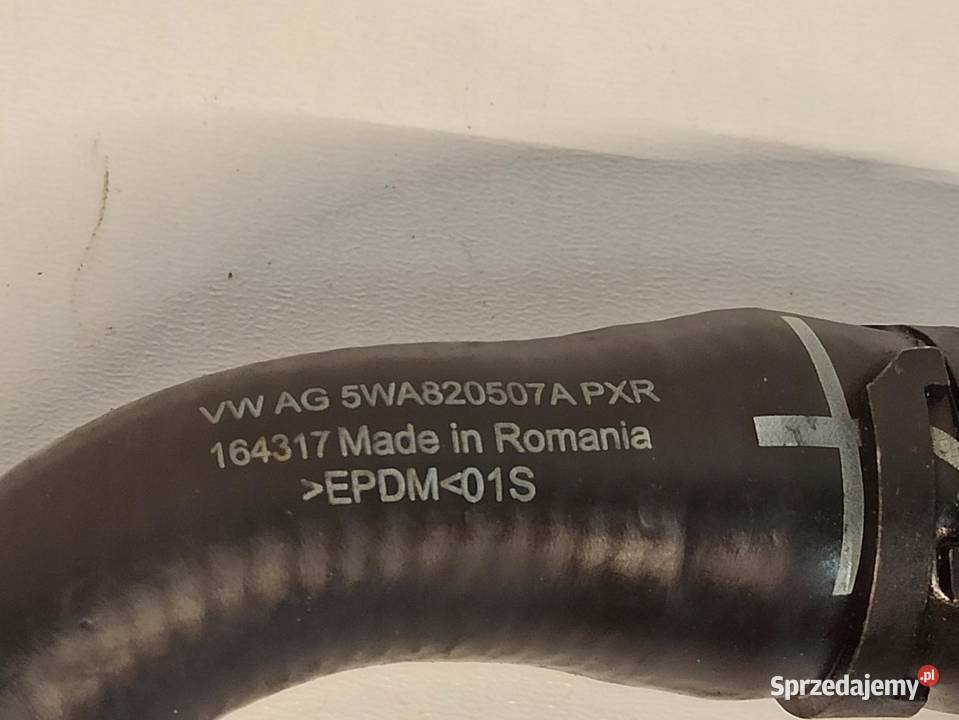 VW AG 5WA820507A PXR
164317 Made in Romania
>EPDM<01S
Sprzedajemy.pl